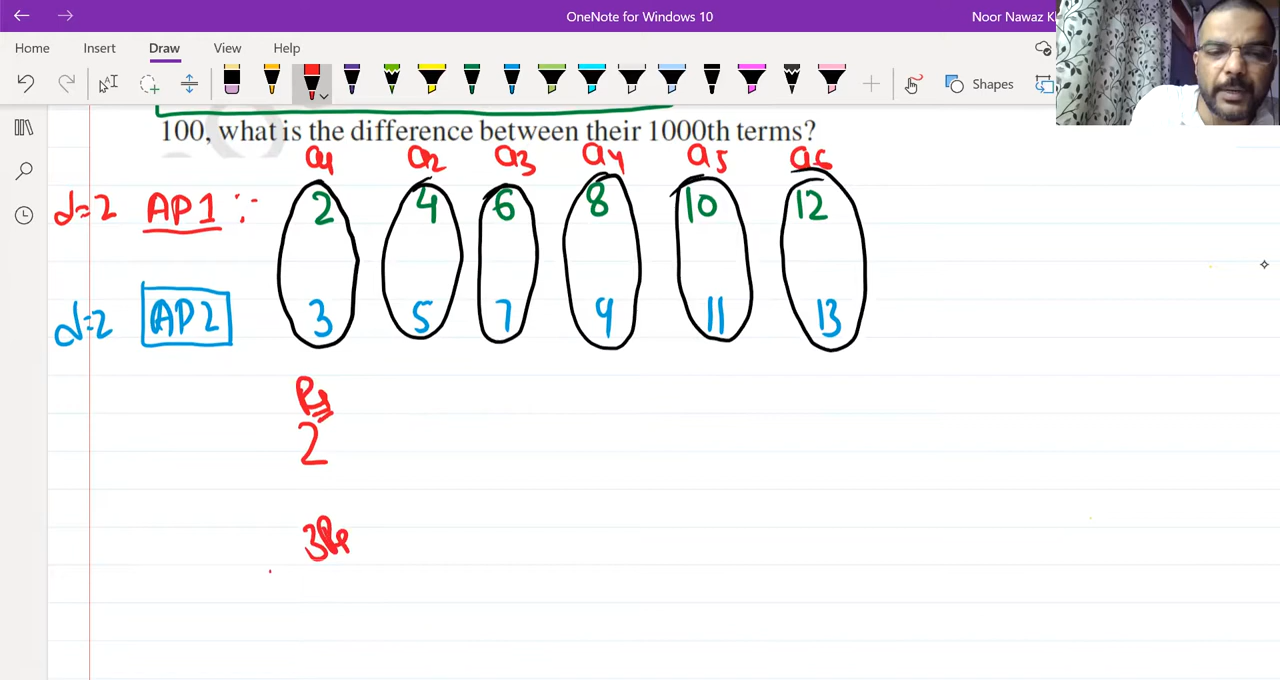 OneNote for Windows 10
Noor Nawaz K
Home Insert Draw View Help
Shapes
100, what is the difference between their 1000th terms?
a1 a2 a3 a4 a5 a6
d=2 AP1 :- 2 4 6 8 10 12
d=2 AP2 3 5 7 9 11 13
Rs
2